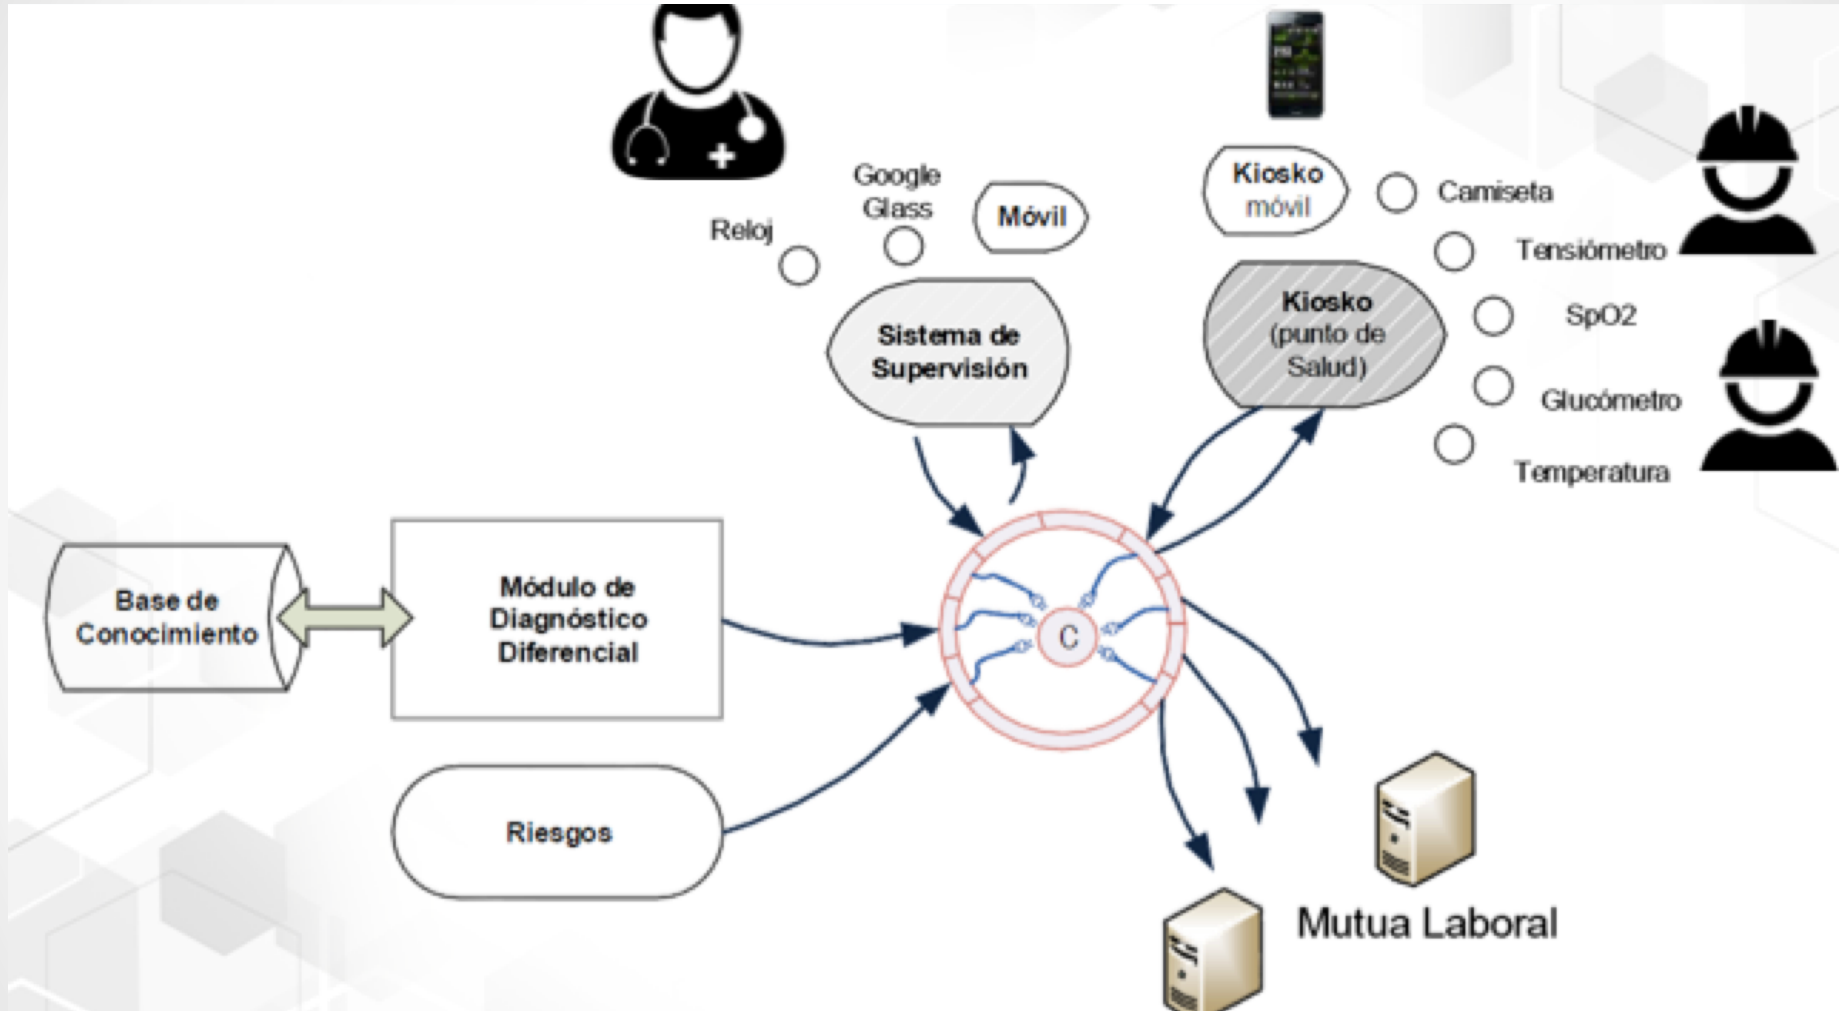 Google
Glass
Reloj
Móvil
Kiosko
móvil
Camiseta
Tensiómetro
SpO2
Glucómetro
Temperatura
Sistema de
Supervisión
Kiosko
(punto de
Salud)
Base de
Conocimiento
Módulo de
Diagnóstico
Diferencial
C
Riesgos
Mutua Laboral